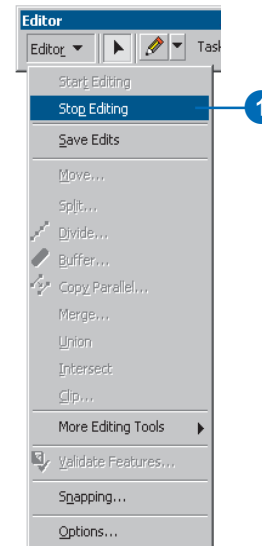 Editor
Editor Task
Start Editing
Stop Editing
1
Save Edits
Move...
Split...
Divide...
Buffer...
Copy Parallel...
Merge...
Union
Intersect
Clip...
More Editing Tools
Validate Features...
Snapping...
Options...